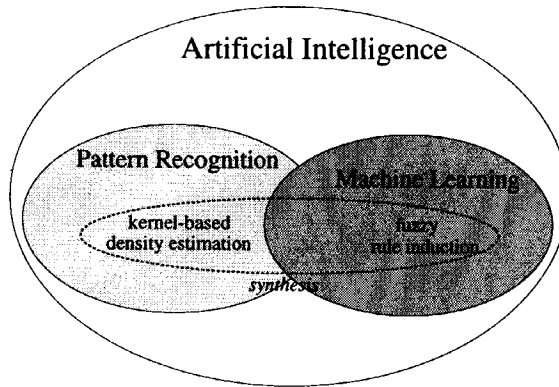 Artificial Intelligence
Pattern Recognition
Machine Learning
kernel-based
density estimation
fuzzy
rule induction
synthesis